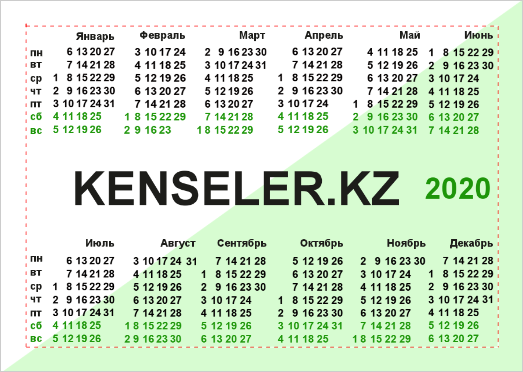 Январь Февраль Март Апрель Май Июнь
пн 6 13 20 27 3 10 17 24 2 9 16 23 30 6 13 20 27 4 11 18 25 1 8 15 22 29
вт 7 14 21 28 4 11 18 25 3 10 17 24 31 7 14 21 28 5 12 19 26 2 9 16 23 30
ср 1 8 15 22 29 5 12 19 26 4 11 18 25 1 8 15 22 29 6 13 20 27 3 10 17 24
чт 2 9 16 23 30 6 13 20 27 5 12 19 26 2 9 16 23 30 7 14 21 28 4 11 18 25
пт 3 10 17 24 31 7 14 21 28 6 13 20 27 3 10 17 24 1 8 15 22 29 5 12 19 26
сб 4 11 18 25 1 8 15 22 29 7 14 21 28 4 11 18 25 2 9 16 23 30 6 13 20 27
вс 5 12 19 26 2 9 16 23 1 8 15 22 29 5 12 19 26 3 10 17 24 31 7 14 21 28
KENSELER.KZ 2020
Июль Август Сентябрь Октябрь Ноябрь Декабрь
пн 6 13 20 27 3 10 17 24 31 7 14 21 28 5 12 19 26 2 9 16 23 30 7 14 21 28
вт 7 14 21 28 4 11 18 25 1 8 15 22 29 6 13 20 27 3 10 17 24 1 8 15 22 29
ср 1 8 15 22 29 5 12 19 26 2 9 16 23 30 7 14 21 28 4 11 18 25 2 9 16 23 30
чт 2 9 16 23 30 6 13 20 27 3 10 17 24 1 8 15 22 29 5 12 19 26 3 10 17 24 31
пт 3 10 17 24 31 7 14 21 28 4 11 18 25 2 9 16 23 30 6 13 20 27 4 11 18 25
сб 4 11 18 25 1 8 15 22 29 5 12 19 26 3 10 17 24 31 7 14 21 28 5 12 19 26
вс 5 12 19 26 2 9 16 23 30 6 13 20 27 4 11 18 25 1 8 15 22 29 6 13 20 27